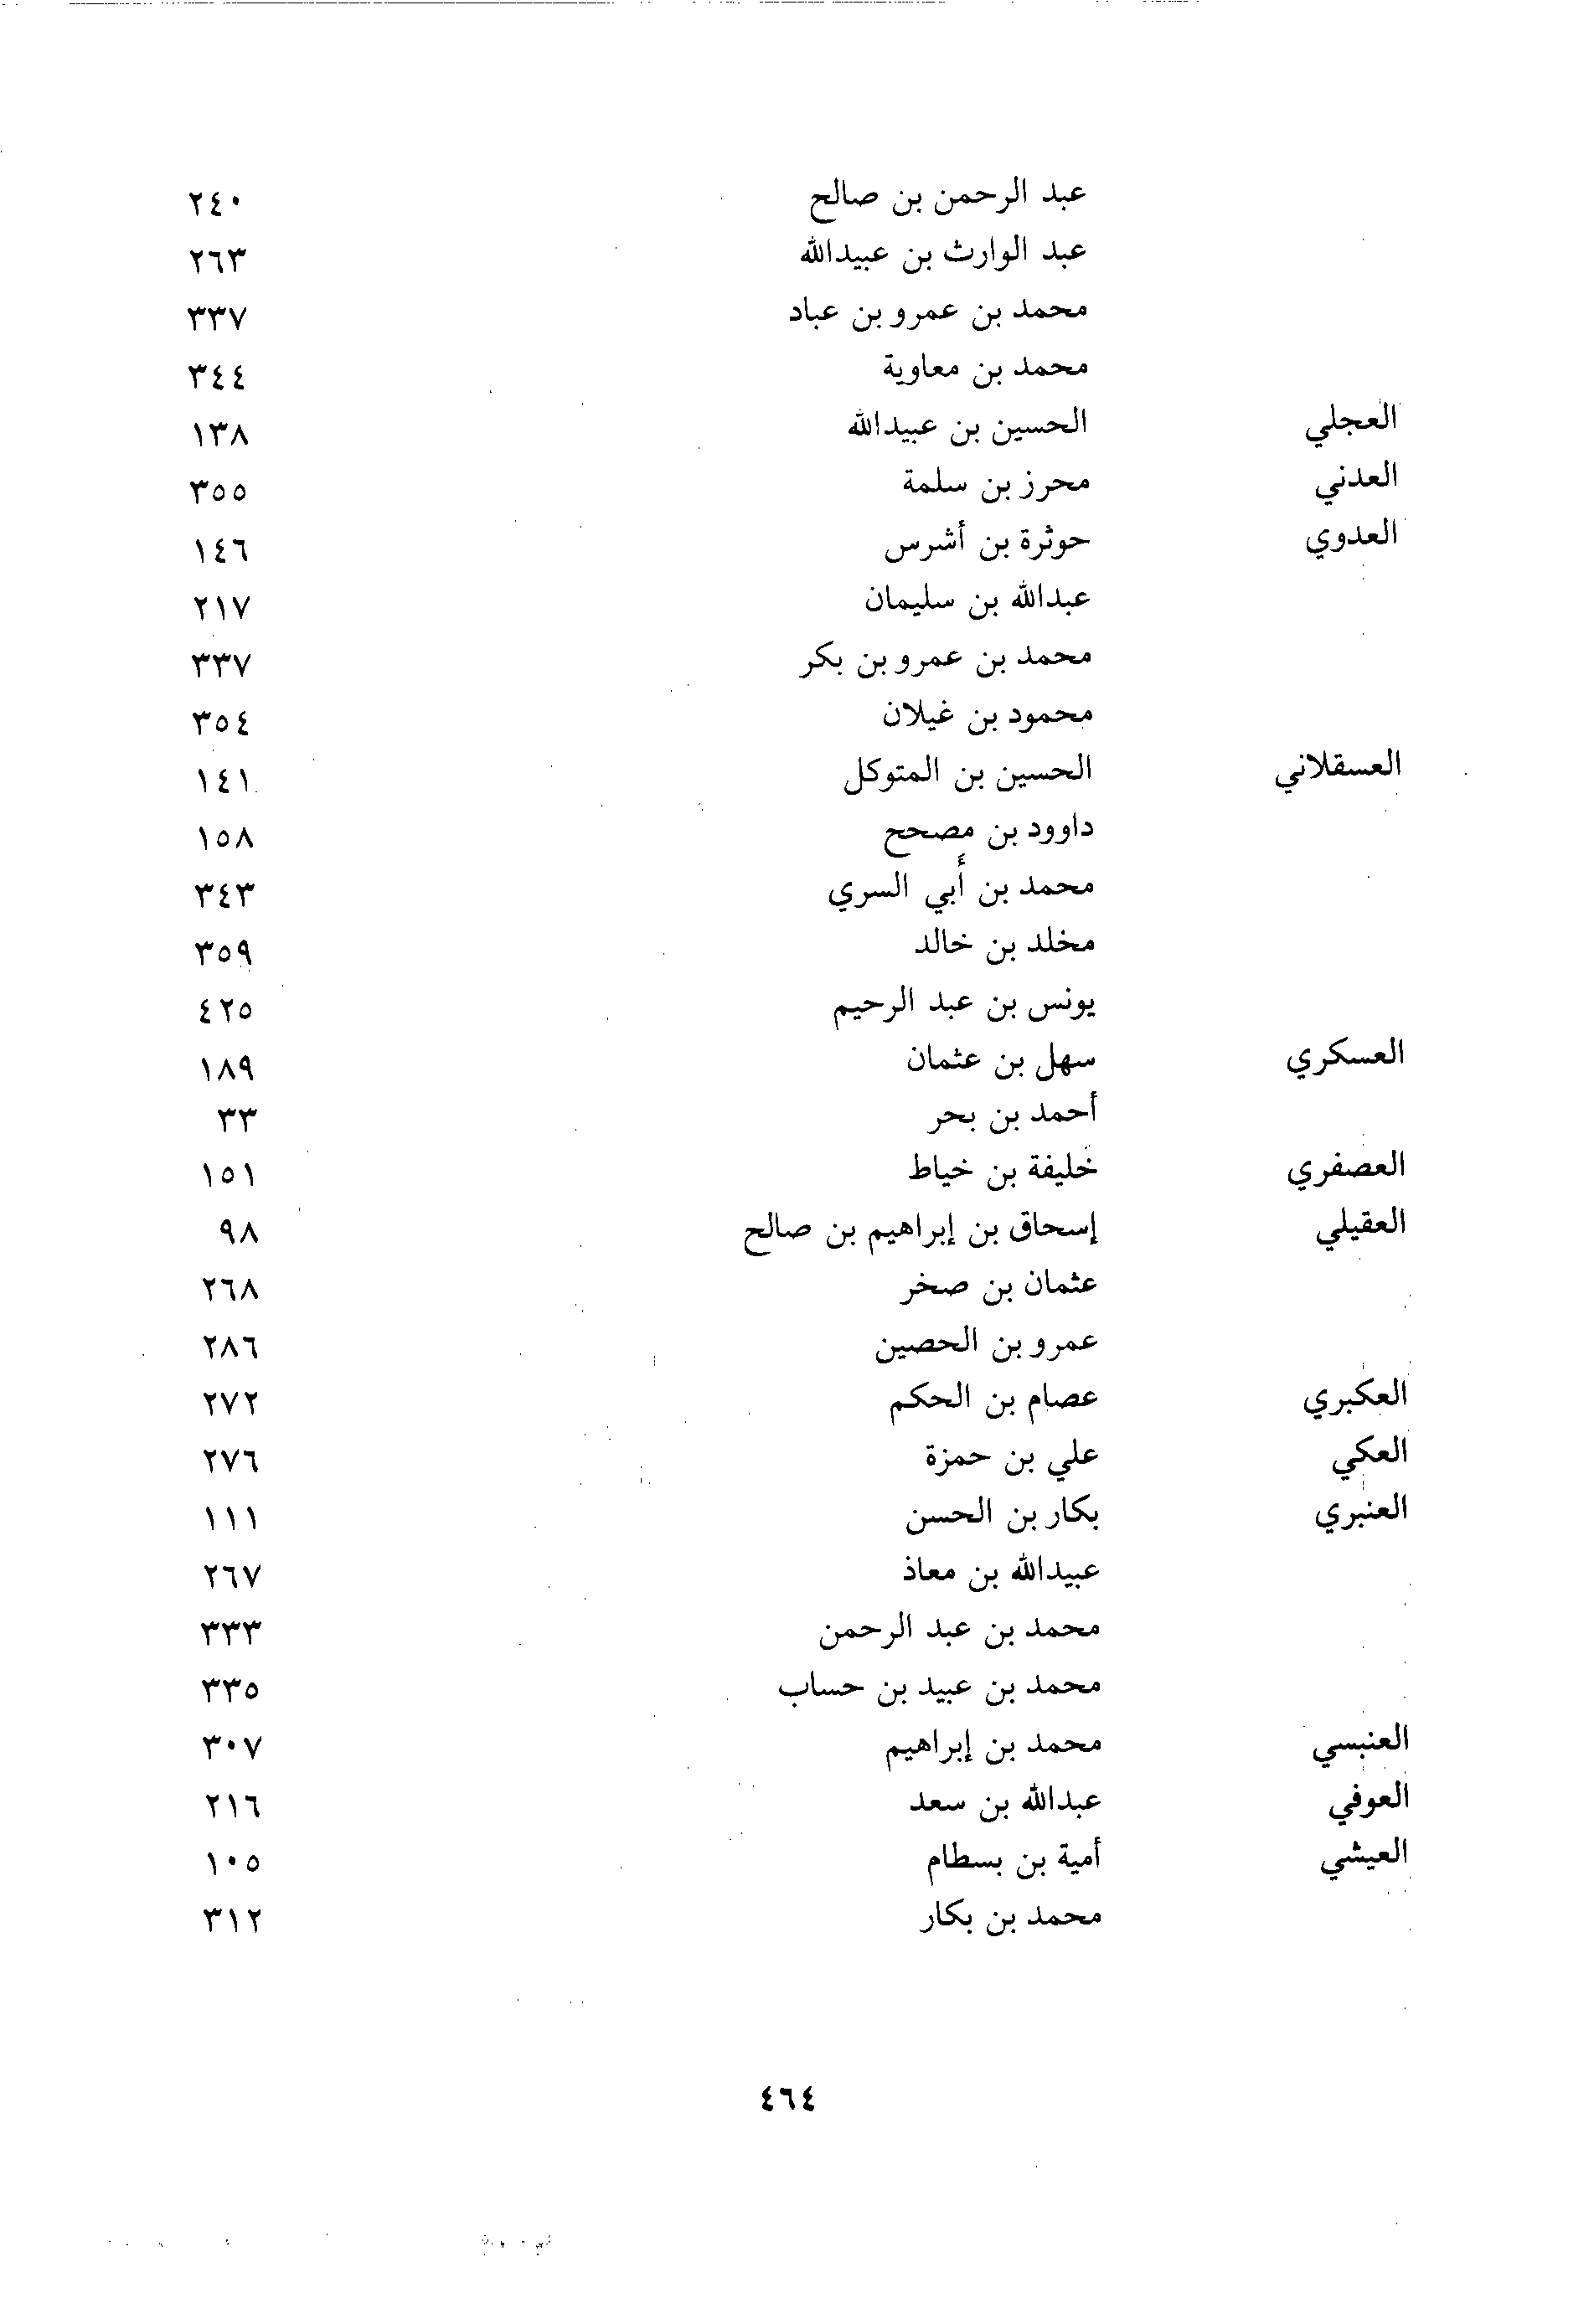 عبد الرحمن بن صالح ٢٤٠
عبد الوارث بن عبيدالله ٢٦٣
محمد بن عمرو بن عباد ٣٣٧
محمد بن معاوية ٣٤٤
العجلي الحسين بن عبيدالله ١٣٨
العدني محرز بن سلمة ٣٥٥
العدوي حوثرة بن أشرس ١٤٦
عبدالله بن سليمان ٢١٧
محمد بن عمرو بن بكر ٣٣٧
محمود بن غيلان ٣٥٤
العسقلاني الحسين بن المتوكل ١٤١
داوود بن مصحح ١٥٨
محمد بن أبي السري ٣٤٣
مخلد بن خالد ٣٥٩
يونس بن عبد الرحيم ٤٢٥
العسكري سهل بن عثمان ١٨٩
أحمد بن بحر ٣٣
العصفري خليفة بن خياط ١٥١
العقيلي إسحاق بن إبراهيم بن صالح ٩٨
عثمان بن صخر ٢٦٨
عمرو بن الحصين ٢٨٦
العكبري عصام بن الحكم ٢٧٢
العكي علي بن حمزة ٢٧٦
العنبري بكار بن الحسن ١١١
عبيدالله بن معاذ ٢٦٧
محمد بن عبد الرحمن ٣٣٣
محمد بن عبيد بن حساب ٣٣٥
العنبسي محمد بن إبراهيم ٣٠٧
العوفي عبدالله بن سعد ٢١٦
العيشي أمية بن بسطام ١٠٥
محمد بن بكار ٣١٢
٤٦٤